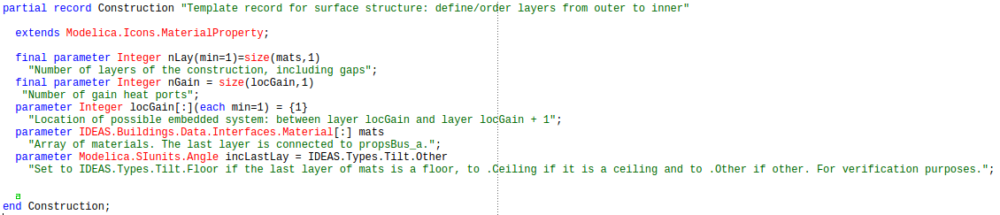 partial record Construction "Template record for surface structure: define/order layers from outer to inner"
extends Modelica.Icons.MaterialProperty;
final parameter Integer nLay(min=1)=size(mats,1)
"Number of layers of the construction, including gaps";
final parameter Integer nGain = size(locGain,1)
"Number of gain heat ports";
parameter Integer locGain[:](each min=1) = {1}
"Location of possible embedded system: between layer locGain and layer locGain + 1";
parameter IDEAS.Buildings.Data.Interfaces.Material[:] mats
"Array of materials. The last layer is connected to propsBus_a.";
parameter Modelica.SIunits.Angle incLastLay = IDEAS.Types.Tilt.Other
"Set to IDEAS.Types.Tilt.Floor if the last layer of mats is a floor, to .Ceiling if it is a ceiling and to .Other if other. For verification purposes.";
a
end Construction;